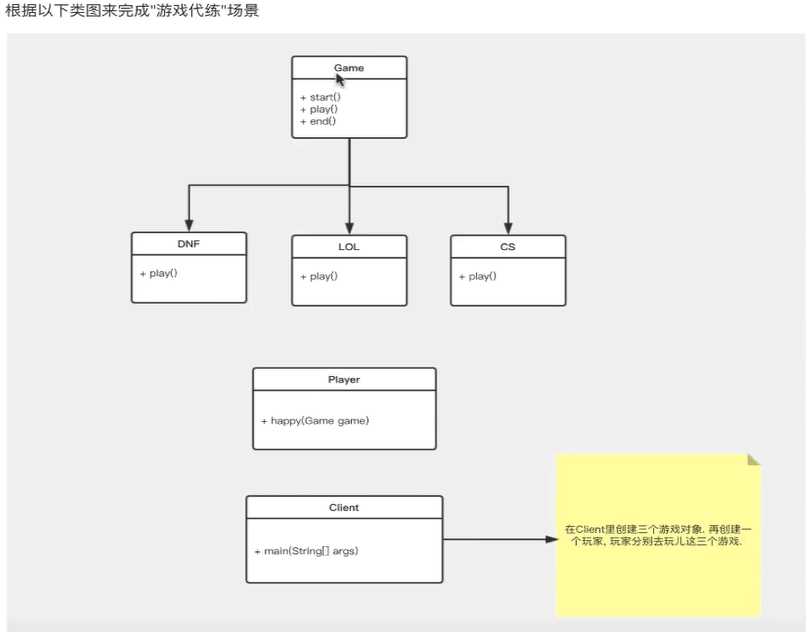 根据以下类图来完成"游戏代练"场景
Game
+ start()
+ play()
+ end()
DNF
+ play()
LOL
+ play()
CS
+ play()
Player
+ happy(Game game)
Client
+ main(String[] args)
在Client里创建三个游戏对象. 再创建一
个玩家, 玩家分别去玩儿这三个游戏.